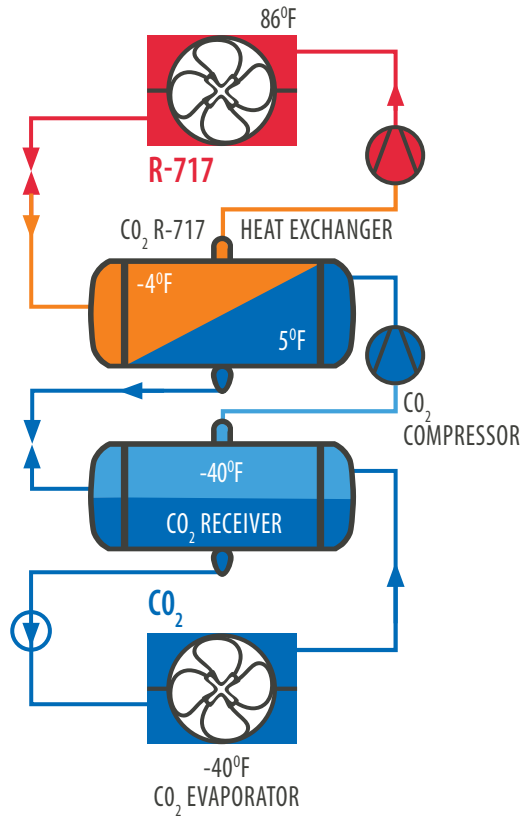 86⁰F
R-717
CO₂ R-717 HEAT EXCHANGER
-4⁰F
5⁰F
CO₂
COMPRESSOR
-40⁰F
CO₂ RECEIVER
CO₂
-40⁰F
CO₂ EVAPORATOR